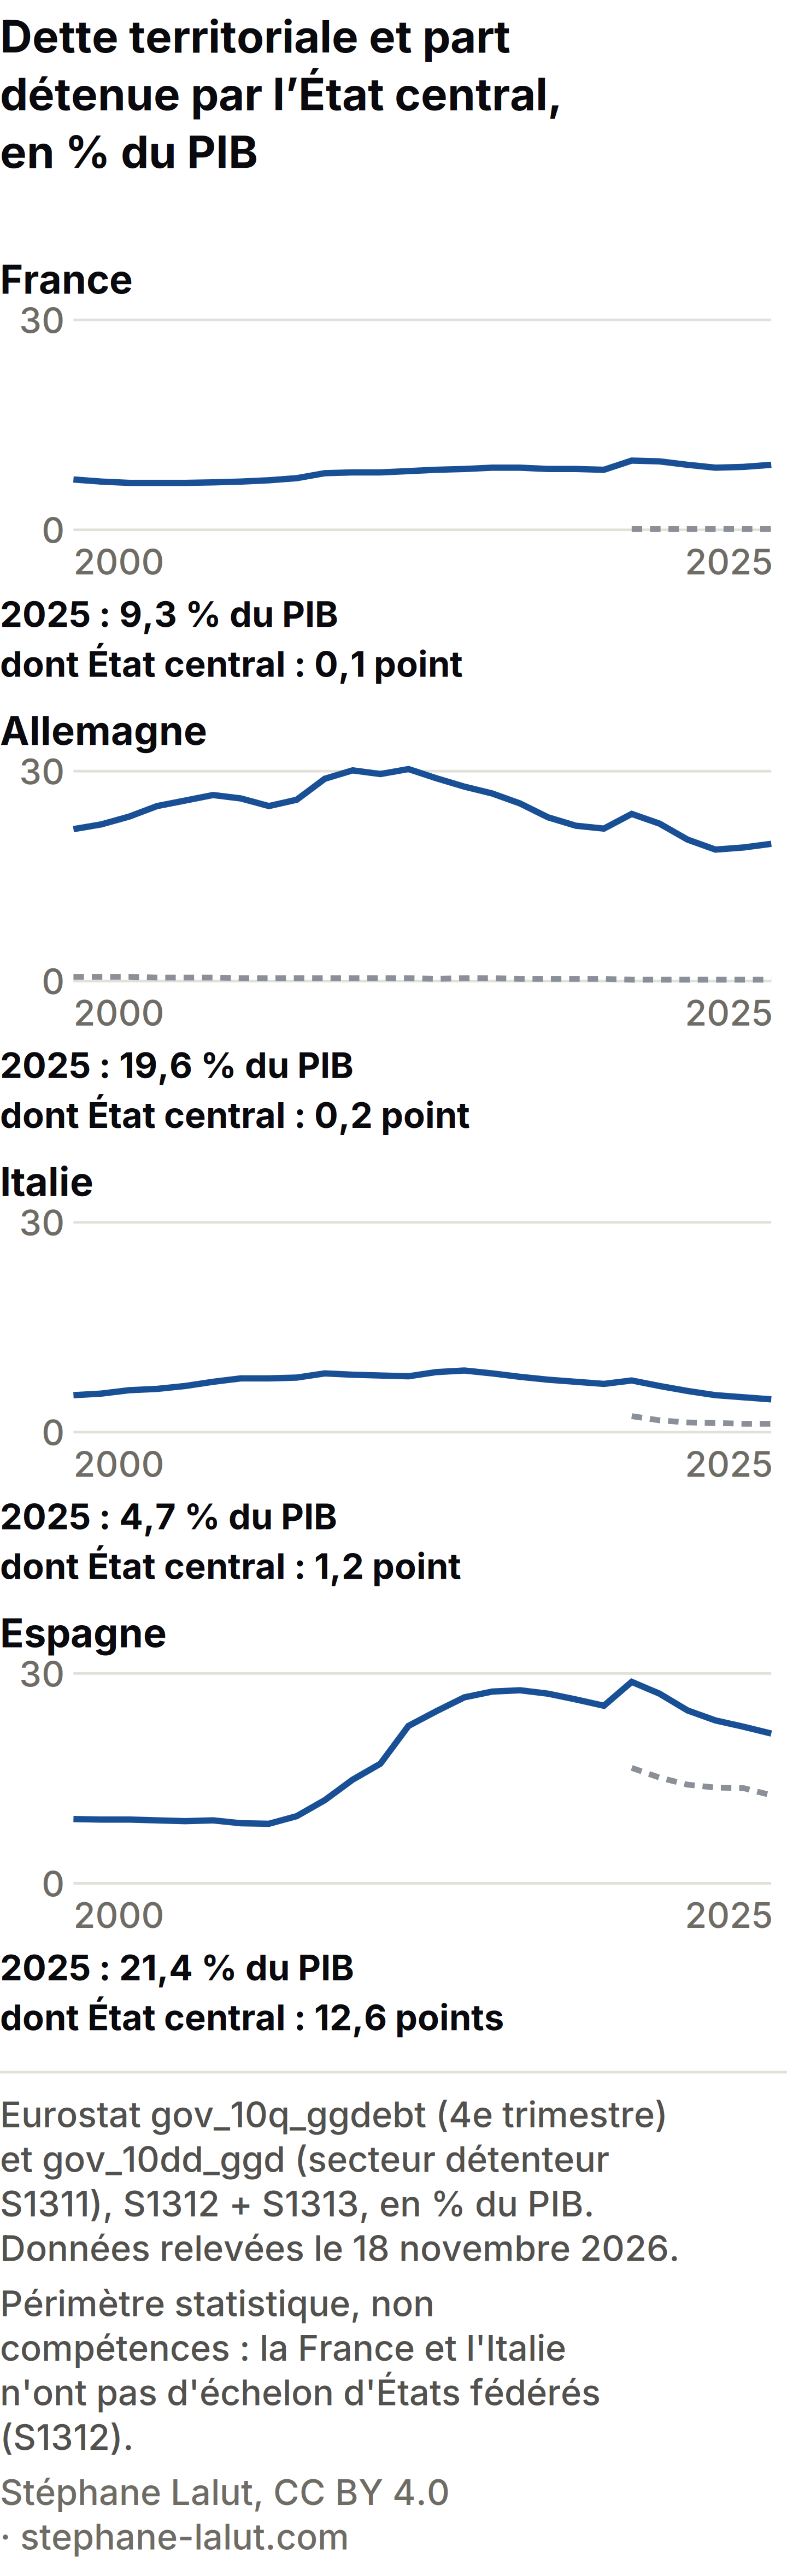 Dette territoriale et part
détenue par l’État central,
en % du PIB
France
30
0
2000 2025
2025 : 9,3 % du PIB
dont État central : 0,1 point
Allemagne
30
0
2000 2025
2025 : 19,6 % du PIB
dont État central : 0,2 point
Italie
30
0
2000 2025
2025 : 4,7 % du PIB
dont État central : 1,2 point
Espagne
30
0
2000 2025
2025 : 21,4 % du PIB
dont État central : 12,6 points
Eurostat gov_10q_ggdebt (4e trimestre)
et gov_10dd_ggd (secteur détenteur
S1311), S1312 + S1313, en % du PIB.
Données relevées le 18 novembre 2026.
Périmètre statistique, non
compétences : la France et l'Italie
n'ont pas d'échelon d'États fédérés
(S1312).
Stéphane Lalut, CC BY 4.0
· stephane-lalut.com